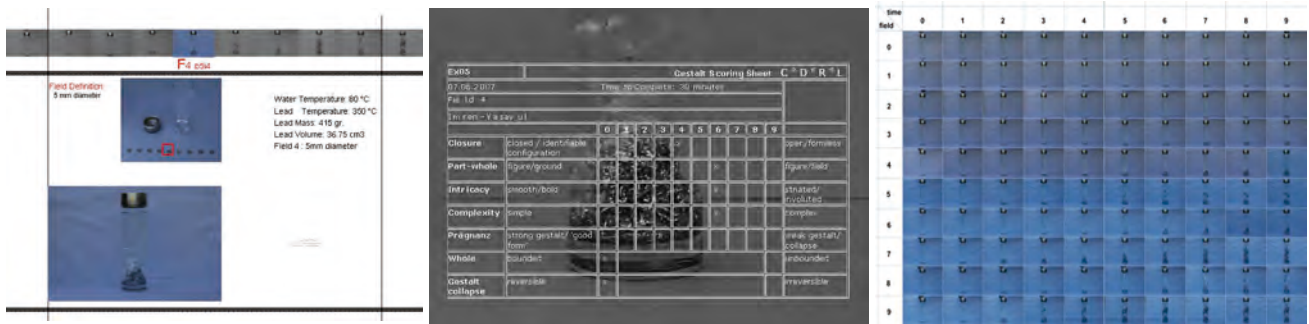 F4
Field Definition
5 mm diameter
Water Temperature: 80 °C
Lead Temperature: 350 °C
Lead Mass: 415 gr.
Lead Volume: 36.75 cm3
Field 4 : 5mm diameter
Ex05 Gestalt Scoring Sheet C A D R L
07.06.2007 Time to Complete: 30 minutes
4
0 1 2 3 4 5 6 7 8 9
Closure closed / identifiable configuration open/formless
Part-whole figure/ground figure/field
Intricacy smooth/bold striated/ involuted
Complexity simple complex
Prägnanz strong gestalt/ "good form" weak gestalt/ collapse
Whole bounded unbounded
Gestalt collapse reversible irreversible
time
field 0 1 2 3 4 5 6 7 8 9
0
1
2
3
4
5
6
7
8
9